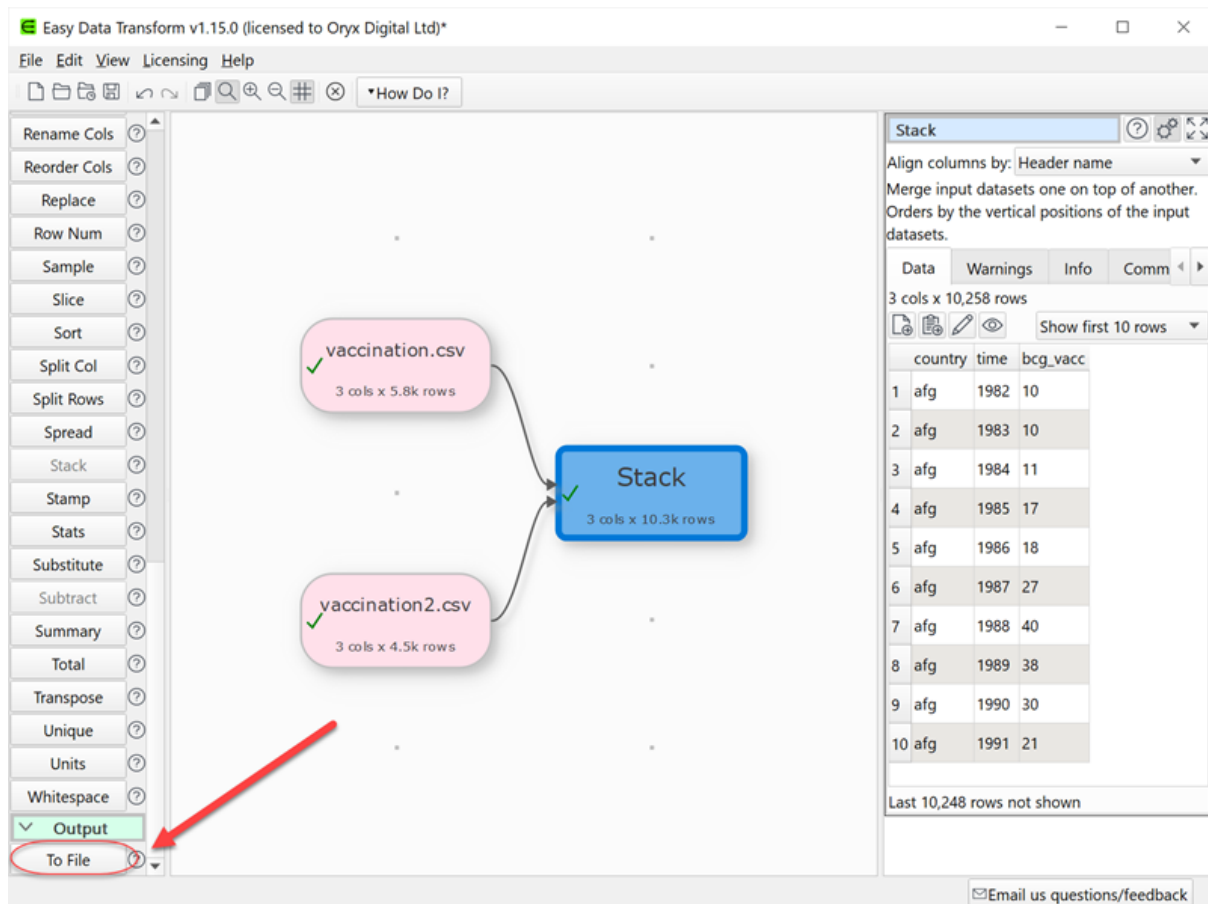 Easy Data Transform v1.15.0 (licensed to Oryx Digital Ltd)*
File Edit View Licensing Help
How Do I?
Rename Cols
Reorder Cols
Replace
Row Num
Sample
Slice
Sort
Split Col
Split Rows
Spread
Stack
Stamp
Stats
Substitute
Subtract
Summary
Total
Transpose
Unique
Units
Whitespace
Output
To File
vaccination.csv
3 cols x 5.8k rows
vaccination2.csv
3 cols x 4.5k rows
Stack
3 cols x 10.3k rows
Stack
Align columns by: Header name
Merge input datasets one on top of another.
Orders by the vertical positions of the input
datasets.
Data Warnings Info Comm
3 cols x 10,258 rows
Show first 10 rows
country time bcg_vacc
1 afg 1982 10
2 afg 1983 10
3 afg 1984 11
4 afg 1985 17
5 afg 1986 18
6 afg 1987 27
7 afg 1988 40
8 afg 1989 38
9 afg 1990 30
10 afg 1991 21
Last 10,248 rows not shown
Email us questions/feedback